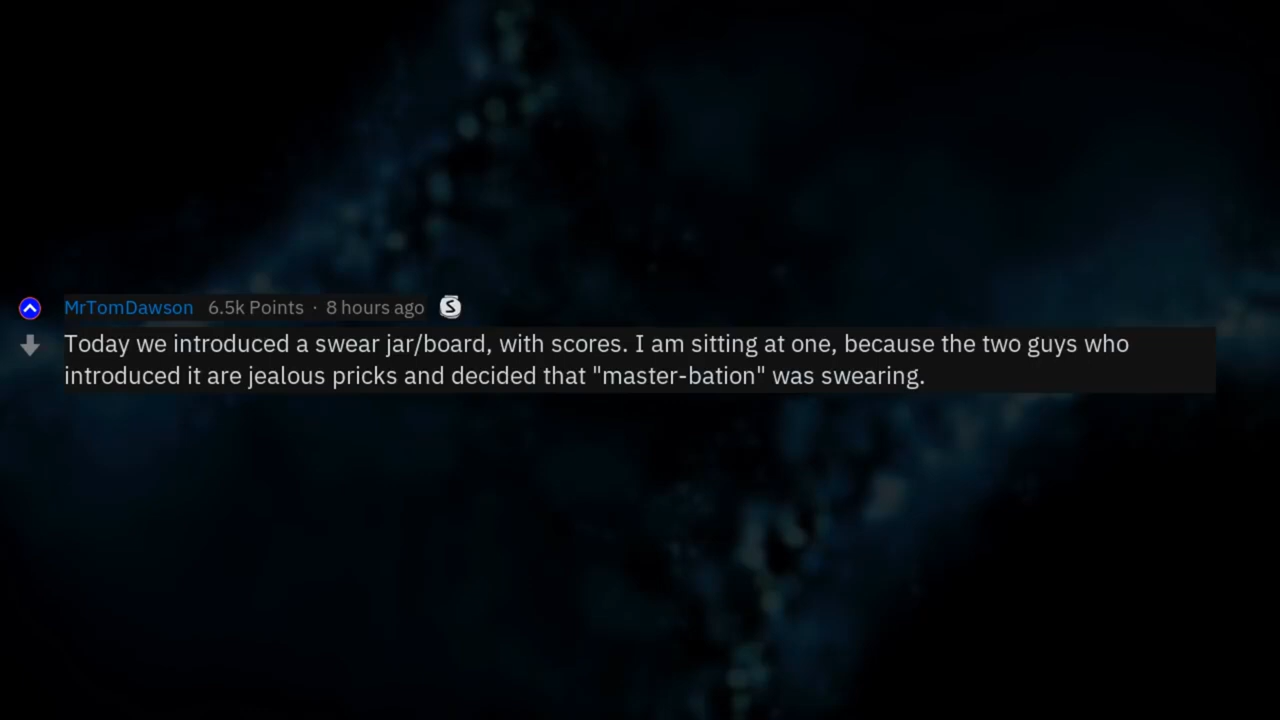 MrTomDawson 6.5k Points · 8 hours ago S
Today we introduced a swear jar/board, with scores. I am sitting at one, because the two guys who
introduced it are jealous pricks and decided that "master-bation" was swearing.